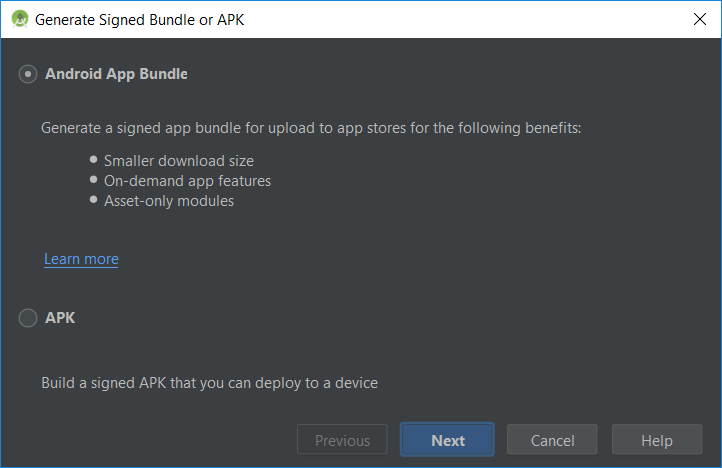 Generate Signed Bundle or APK
Android App Bundle
Generate a signed app bundle for upload to app stores for the following benefits:
• Smaller download size
• On-demand app features
• Asset-only modules
Learn more
APK
Build a signed APK that you can deploy to a device
Previous Next Cancel Help